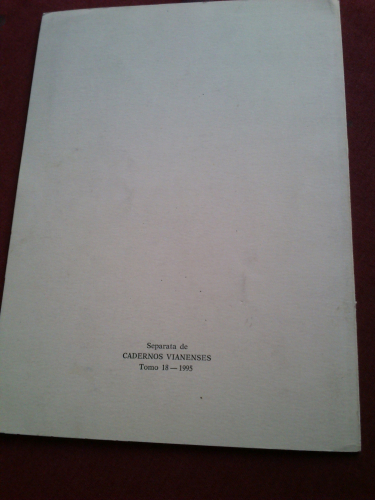 Separata de
CADERNOS VIANENSES
Tomo 18 — 1995